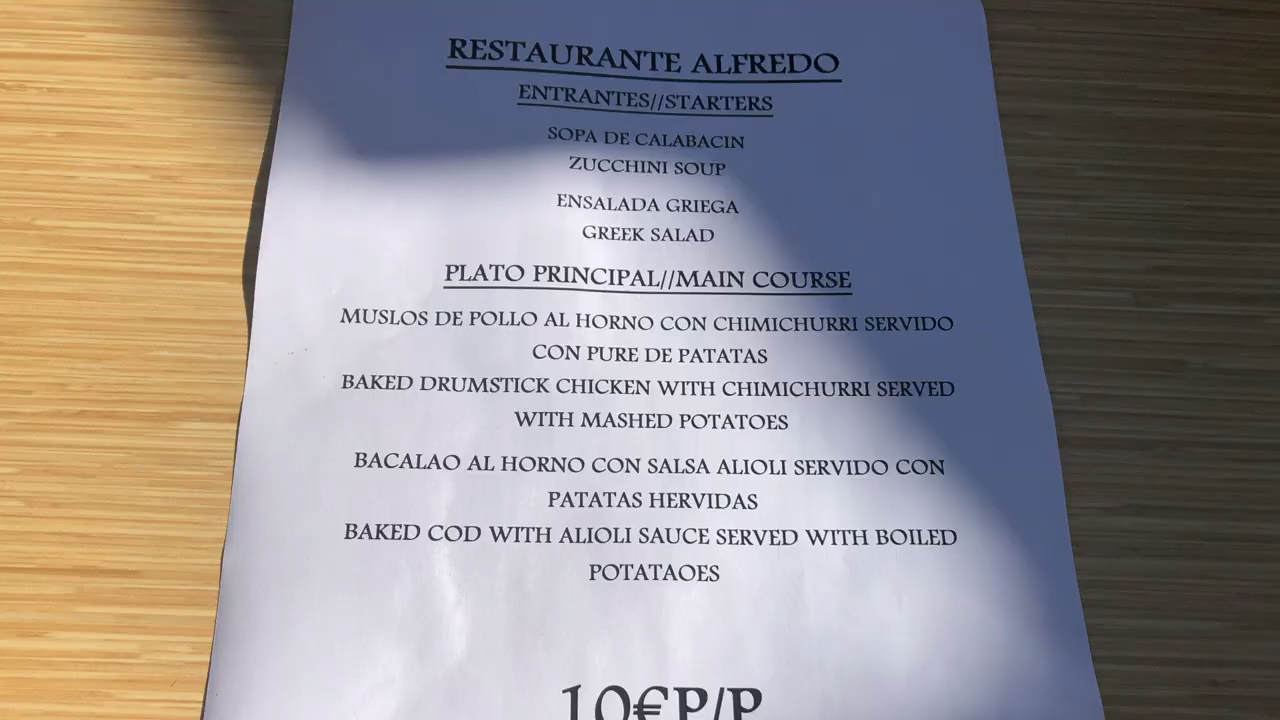 RESTAURANTE ALFREDO
ENTRANTES//STARTERS
SOPA DE CALABACIN
ZUCCHINI SOUP
ENSALADA GRIEGA
GREEK SALAD
PLATO PRINCIPAL//MAIN COURSE
MUSLOS DE POLLO AL HORNO CON CHIMICHURRI SERVIDO
CON PURE DE PATATAS
BAKED DRUMSTICK CHICKEN WITH CHIMICHURRI SERVED
WITH MASHED POTATOES
BACALAO AL HORNO CON SALSA ALIOLI SERVIDO CON
PATATAS HERVIDAS
BAKED COD WITH ALIOLI SAUCE SERVED WITH BOILED
POTATAOES
10€P/P